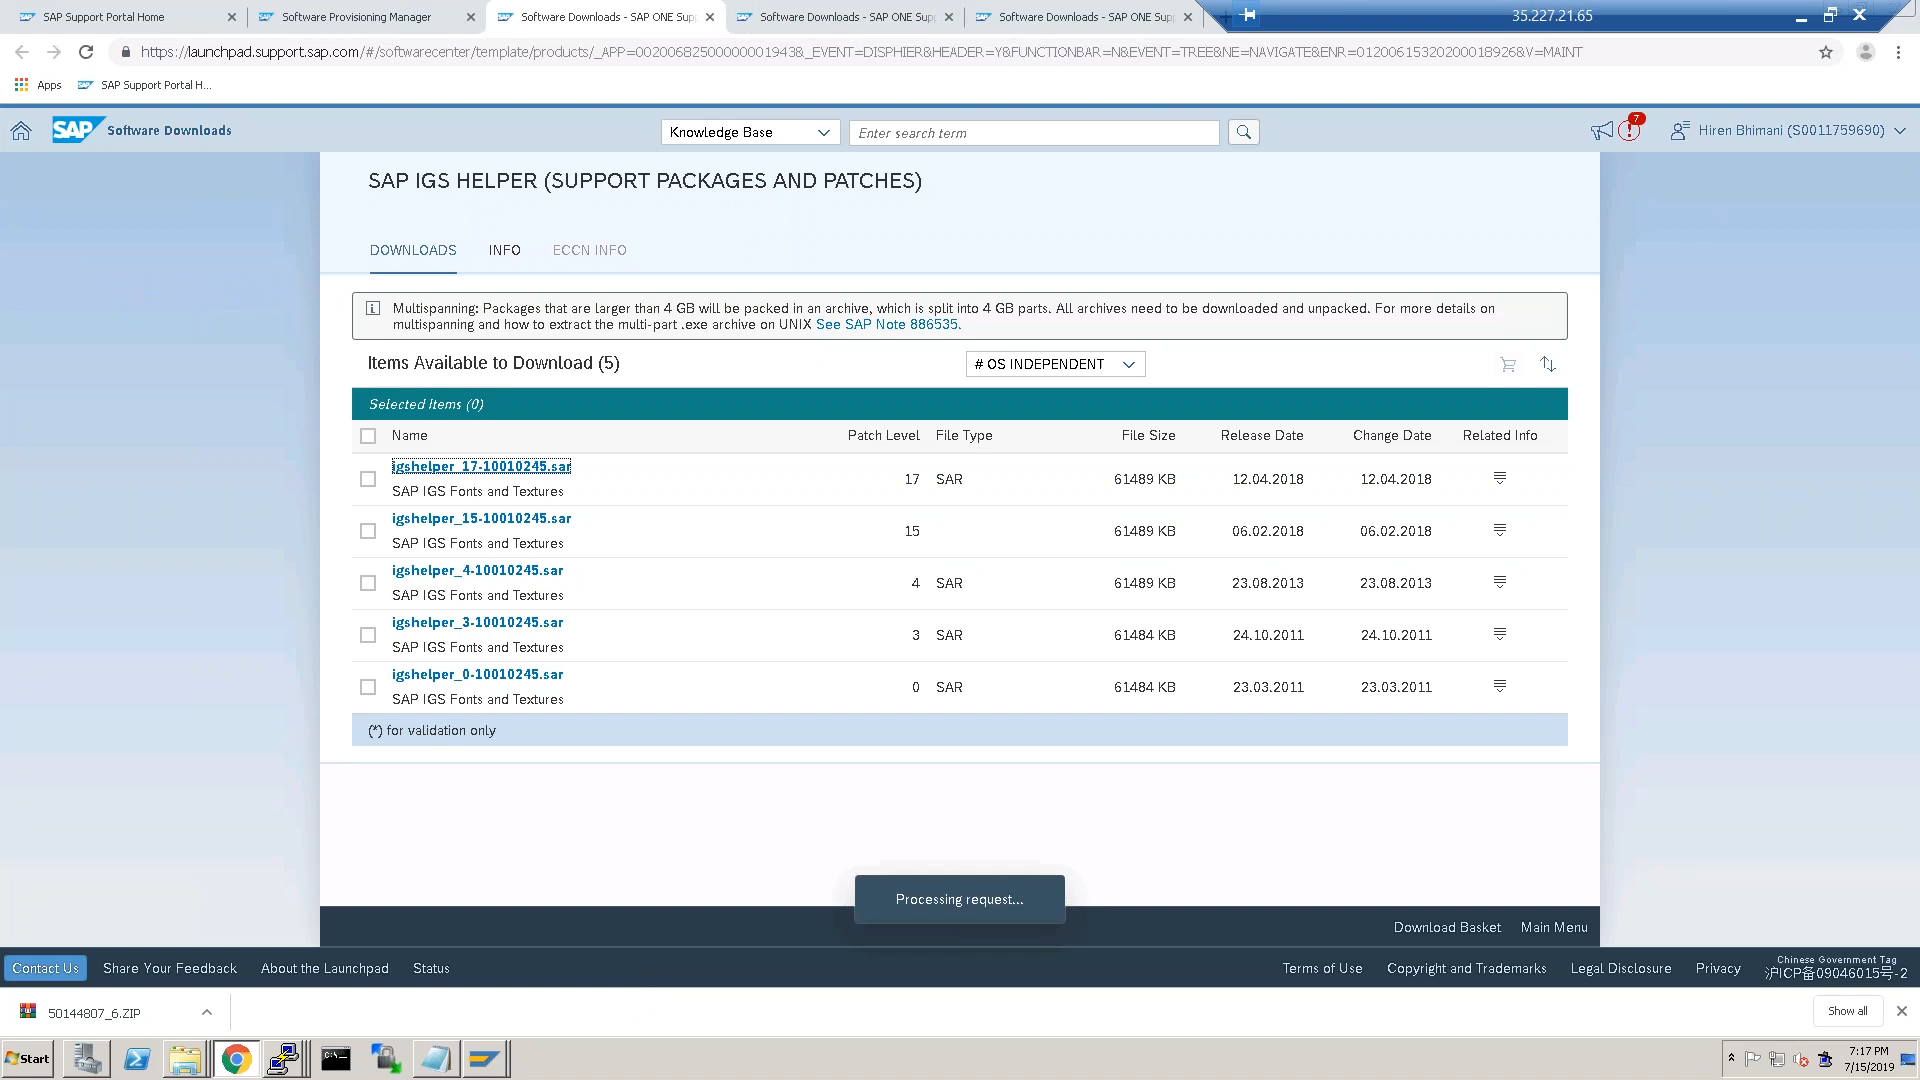 SAP Support Portal Home
Software Provisioning Manager
Software Downloads - SAP ONE Supp
Software Downloads - SAP ONE Supp
Software Downloads - SAP ONE Supp
35.227.21.65
https://launchpad.support.sap.com/#/softwarecenter/template/products/_APP=00200682500000001943&_EVENT=DISPHIER&HEADER=Y&FUNCTIONBAR=N&EVENT=TREE&NE=NAVIGATE&ENR=01200615320200018926&V=MAINT
Apps
SAP Support Portal H...
SAP
Software Downloads
Knowledge Base
Enter search term
7
Hiren Bhimani (S0011759690)
SAP IGS HELPER (SUPPORT PACKAGES AND PATCHES)
DOWNLOADS
INFO
ECCN INFO
Multispanning: Packages that are larger than 4 GB will be packed in an archive, which is split into 4 GB parts. All archives need to be downloaded and unpacked. For more details on
multispanning and how to extract the multi-part .exe archive on UNIX See SAP Note 886535.
Items Available to Download (5)
# OS INDEPENDENT
Selected Items (0)
Name Patch Level File Type File Size Release Date Change Date Related Info
igshelper_17-10010245.sar
SAP IGS Fonts and Textures
17 SAR 61489 KB 12.04.2018 12.04.2018
igshelper_15-10010245.sar
SAP IGS Fonts and Textures
15 61489 KB 06.02.2018 06.02.2018
igshelper_4-10010245.sar
SAP IGS Fonts and Textures
4 SAR 61489 KB 23.08.2013 23.08.2013
igshelper_3-10010245.sar
SAP IGS Fonts and Textures
3 SAR 61484 KB 24.10.2011 24.10.2011
igshelper_0-10010245.sar
SAP IGS Fonts and Textures
0 SAR 61484 KB 23.03.2011 23.03.2011
(*) for validation only
Processing request...
Download Basket
Main Menu
Contact Us
Share Your Feedback
About the Launchpad
Status
Terms of Use
Copyright and Trademarks
Legal Disclosure
Privacy
Chinese Government Tag
沪ICP备09046015号-2
50144807_6.ZIP
Show all
Start
7:17 PM
7/15/2019